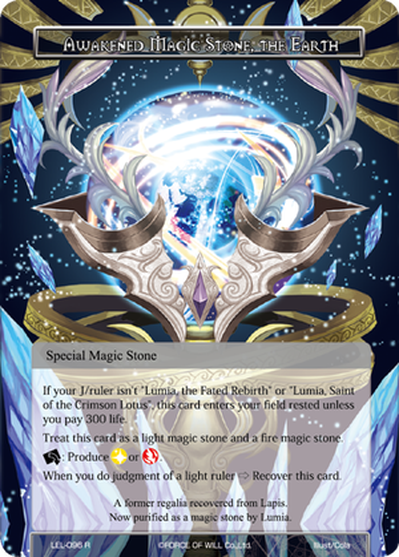 Awakened Magic Stone, the Earth
Special Magic Stone
If your J/ruler isn't "Lumia, the Fated Rebirth" or "Lumia, Saint
of the Crimson Lotus", this card enters your field rested unless
you pay 300 life.
Treat this card as a light magic stone and a fire magic stone.
: Produce or .
When you do judgment of a light ruler ⇨ Recover this card.
A former regalia recovered from Lapis.
Now purified as a magic stone by Lumia.
LEL-096 R ©FORCE OF WILL Co.,Ltd. Illust/Cola